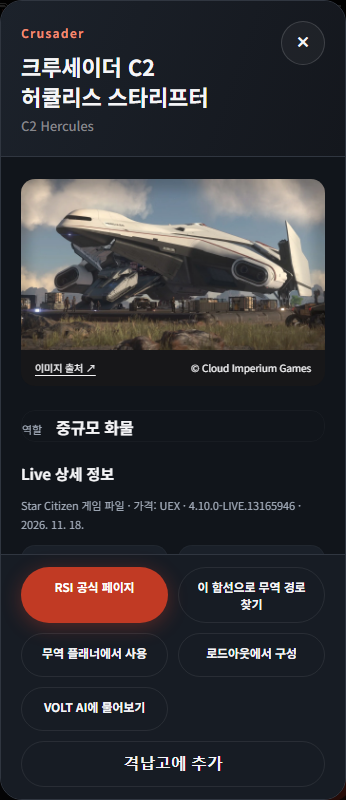 Crusader
크루세이더 C2
허큘리스 스타리프터
C2 Hercules
✕
이미지 출처 ↗
© Cloud Imperium Games
역할 중규모 화물
Live 상세 정보
Star Citizen 게임 파일 · 가격: UEX · 4.10.0-LIVE.13165946 ·
2026. 11. 18.
RSI 공식 페이지
이 함선으로 무역 경로
찾기
무역 플래너에서 사용
로드아웃에서 구성
VOLT AI에 물어보기
격납고에 추가